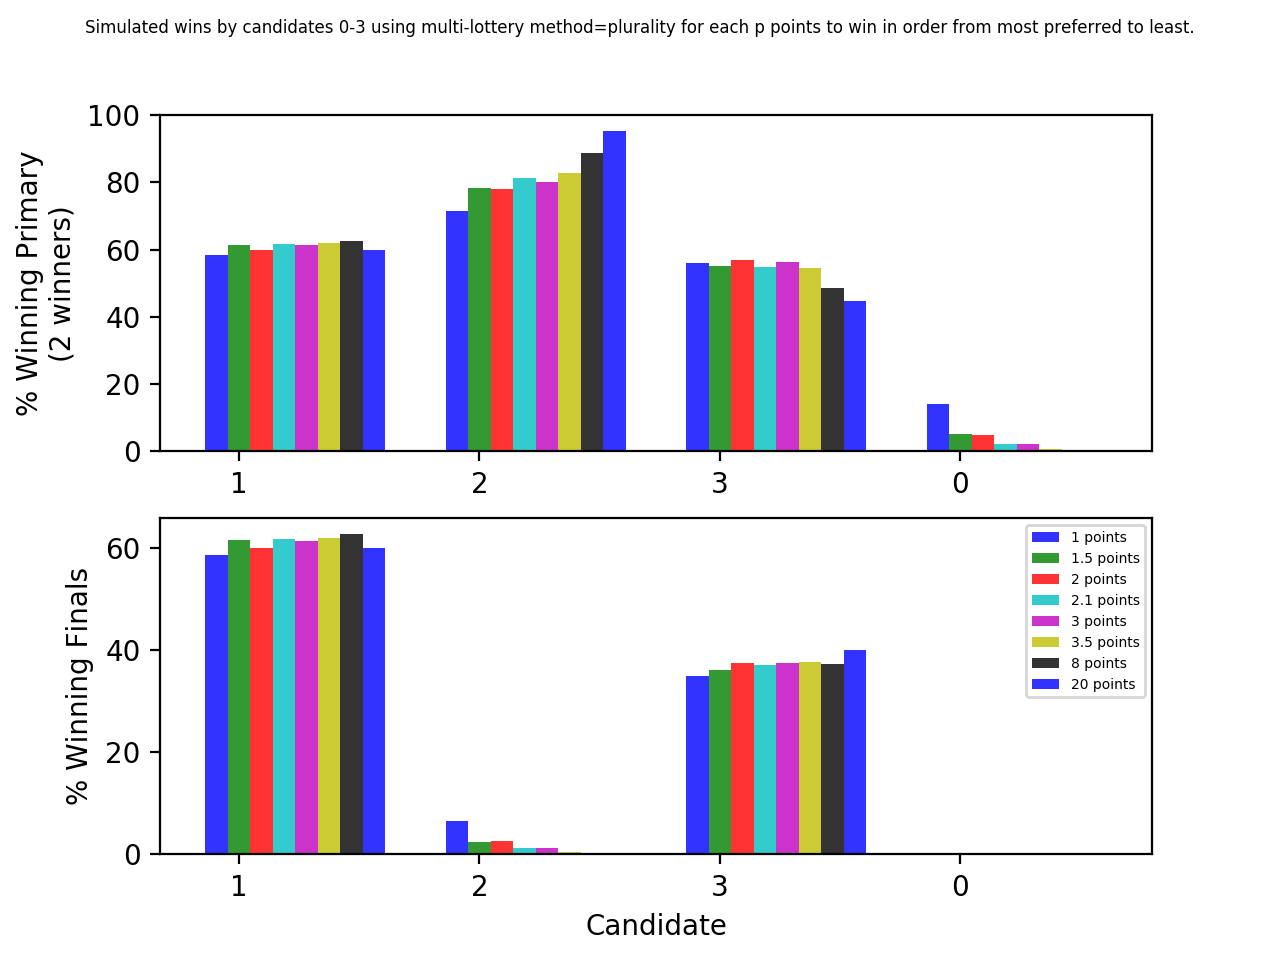 Simulated wins by candidates 0-3 using multi-lottery method=plurality for each p points to win in order from most preferred to least.
% Winning Primary
(2 winners)
100
80
60
40
20
0
1
2
3
0
% Winning Finals
60
40
20
0
1 points
1.5 points
2 points
2.1 points
3 points
3.5 points
8 points
20 points
1
2
3
0
Candidate